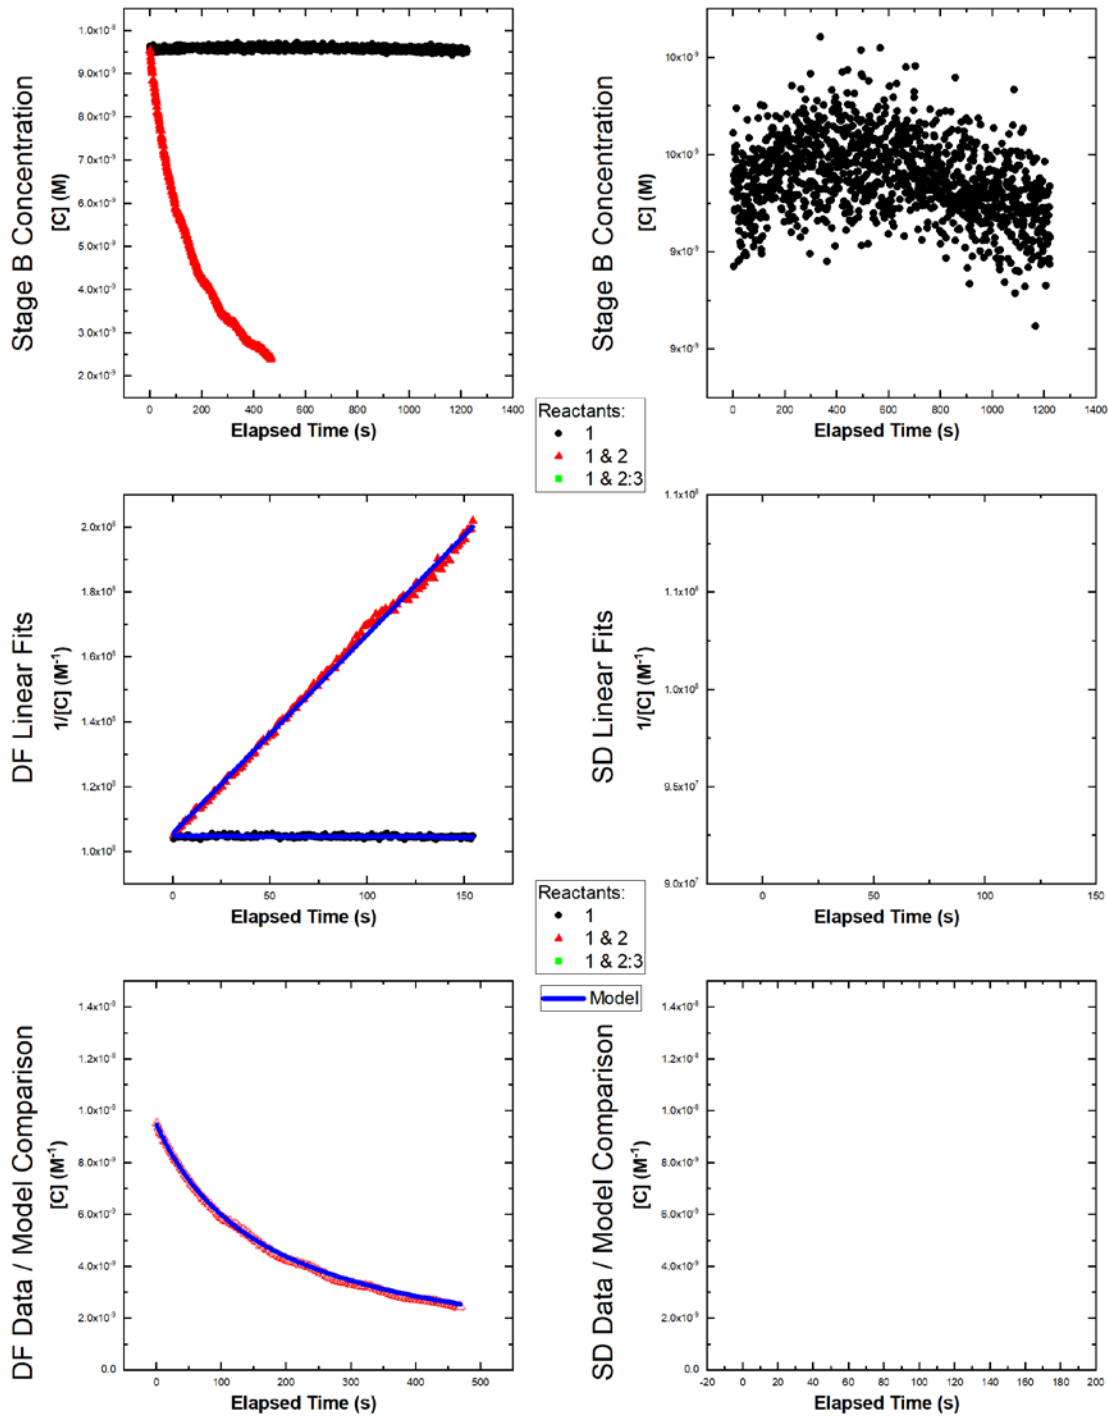 Stage B Concentration
[C] (M)
1.0x10⁻⁸
9.0x10⁻⁹
8.0x10⁻⁹
7.0x10⁻⁹
6.0x10⁻⁹
5.0x10⁻⁹
4.0x10⁻⁹
3.0x10⁻⁹
2.0x10⁻⁹
0 200 400 600 800 1000 1200 1400
Elapsed Time (s)
Stage B Concentration
[C] (M)
10x10⁻⁹
10x10⁻⁹
9x10⁻⁹
9x10⁻⁹
0 200 400 600 800 1000 1200 1400
Elapsed Time (s)
Reactants:
1
1 & 2
1 & 2:3
DF Linear Fits
1/[C] (M⁻¹)
2.0x10⁸
1.8x10⁸
1.6x10⁸
1.4x10⁸
1.2x10⁸
1.0x10⁸
0 50 100 150
Elapsed Time (s)
SD Linear Fits
1/[C] (M⁻¹)
1.1x10⁸
1.1x10⁸
1.0x10⁸
9.5x10⁷
9.0x10⁷
0 50 100 150
Elapsed Time (s)
Reactants:
1
1 & 2
1 & 2:3
Model
DF Data / Model Comparison
[C] (M⁻¹)
1.4x10⁻⁸
1.2x10⁻⁸
1.0x10⁻⁸
8.0x10⁻⁹
6.0x10⁻⁹
4.0x10⁻⁹
2.0x10⁻⁹
0.0
0 100 200 300 400 500
Elapsed Time (s)
SD Data / Model Comparison
[C] (M⁻¹)
1.4x10⁻⁸
1.2x10⁻⁸
1.0x10⁻⁸
8.0x10⁻⁹
6.0x10⁻⁹
4.0x10⁻⁹
2.0x10⁻⁹
0.0
-20 0 20 40 60 80 100 120 140 160 180 200
Elapsed Time (s)